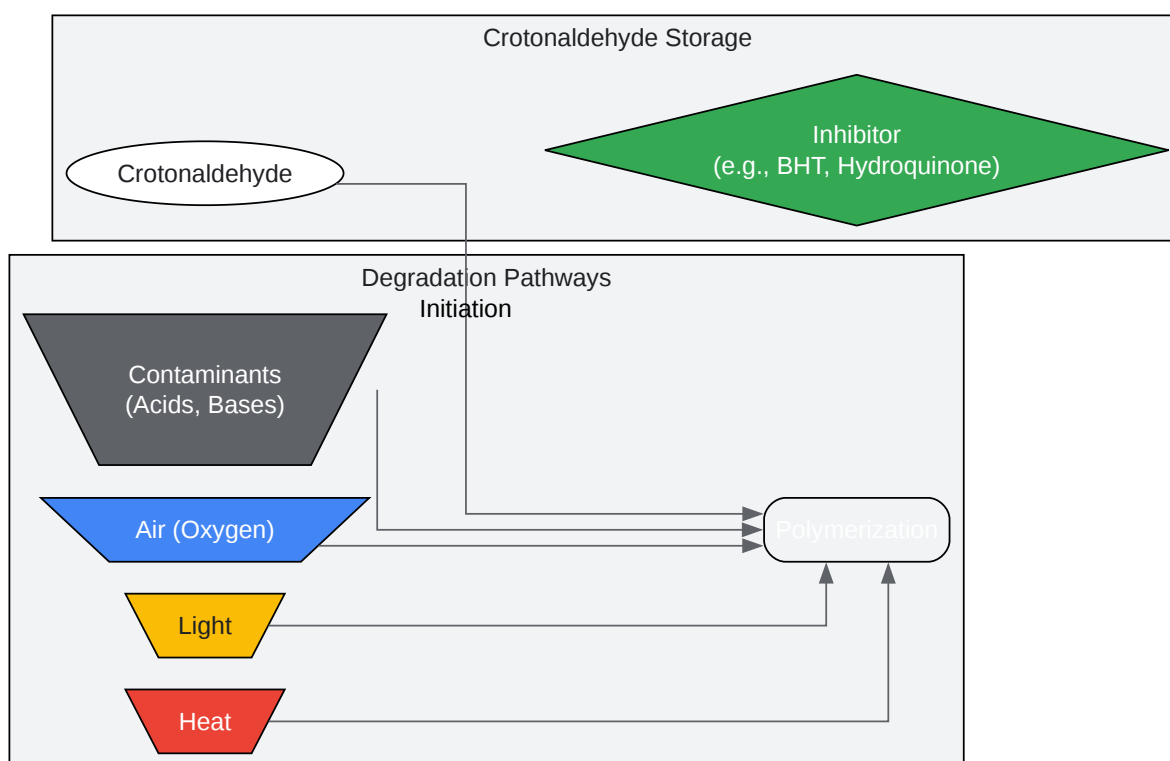 Crotonaldehyde Storage
Inhibitor
(e.g., BHT, Hydroquinone)
Crotonaldehyde
Degradation Pathways
Initiation
Contaminants
(Acids, Bases)
Air (Oxygen)
Polymerization
Light
Heat